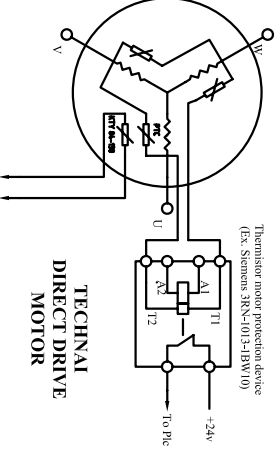 V
W
U
PTC
KTY 84-130
Thermistor motor protection device
(Ex. Siemens 3RN-1013-1BW10)
A1
A2
T1
T2
+24v
To Plc
TECHNAI
DIRECT DRIVE
MOTOR